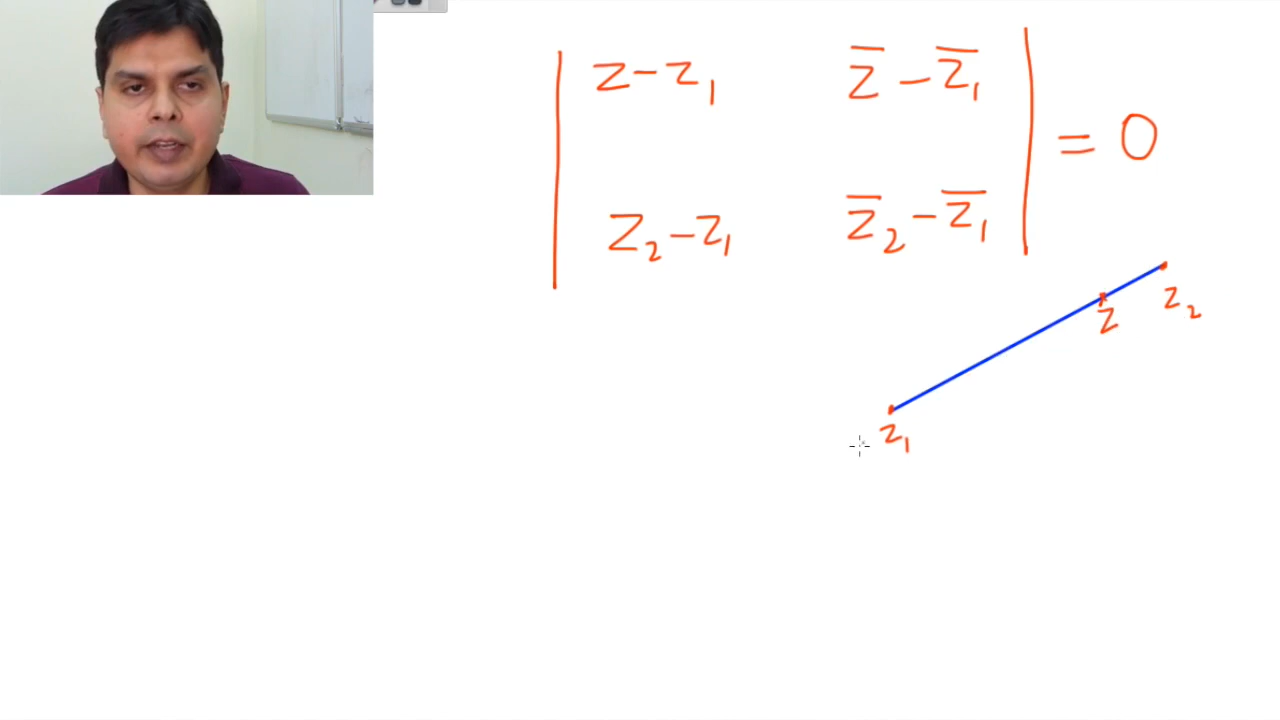 | z - z₁ z̅ - z̅₁ |
= 0
| z₂ - z₁ z̅₂ - z̅₁ |
z₂
z
z₁